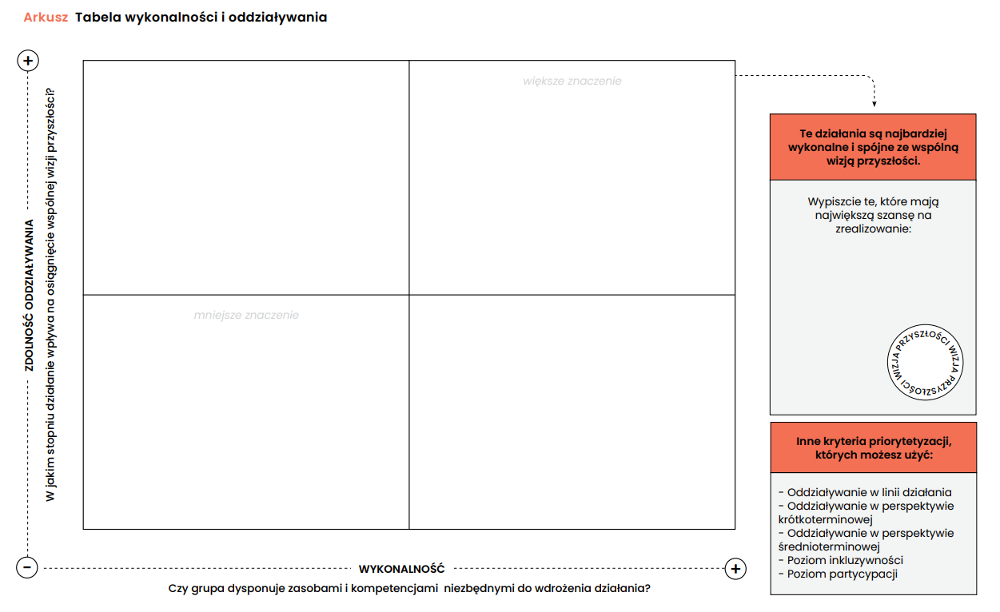 Arkusz Tabela wykonalności i oddziaływania
+
ZDOLNOŚĆ ODDZIAŁYWANIA
W jakim stopniu działanie wpływa na osiągnięcie wspólnej wizji przyszłości?
większe znaczenie
mniejsze znaczenie
Te działania są najbardziej
wykonalne i spójne ze wspólną
wizją przyszłości.
Wypiszcie te, które mają
największą szansę na
zrealizowanie:
WIZJA PRZYSZŁOŚCI WIZJA PRZYSZŁOŚCI
Inne kryteria priorytetyzacji,
których możesz użyć:
- Oddziaływanie w linii działania
- Oddziaływanie w perspektywie
krótkoterminowej
- Oddziaływanie w perspektywie
średnioterminowej
- Poziom inkluzywności
- Poziom partycypacji
−
WYKONALNOŚĆ
+
Czy grupa dysponuje zasobami i kompetencjami niezbędnymi do wdrożenia działania?